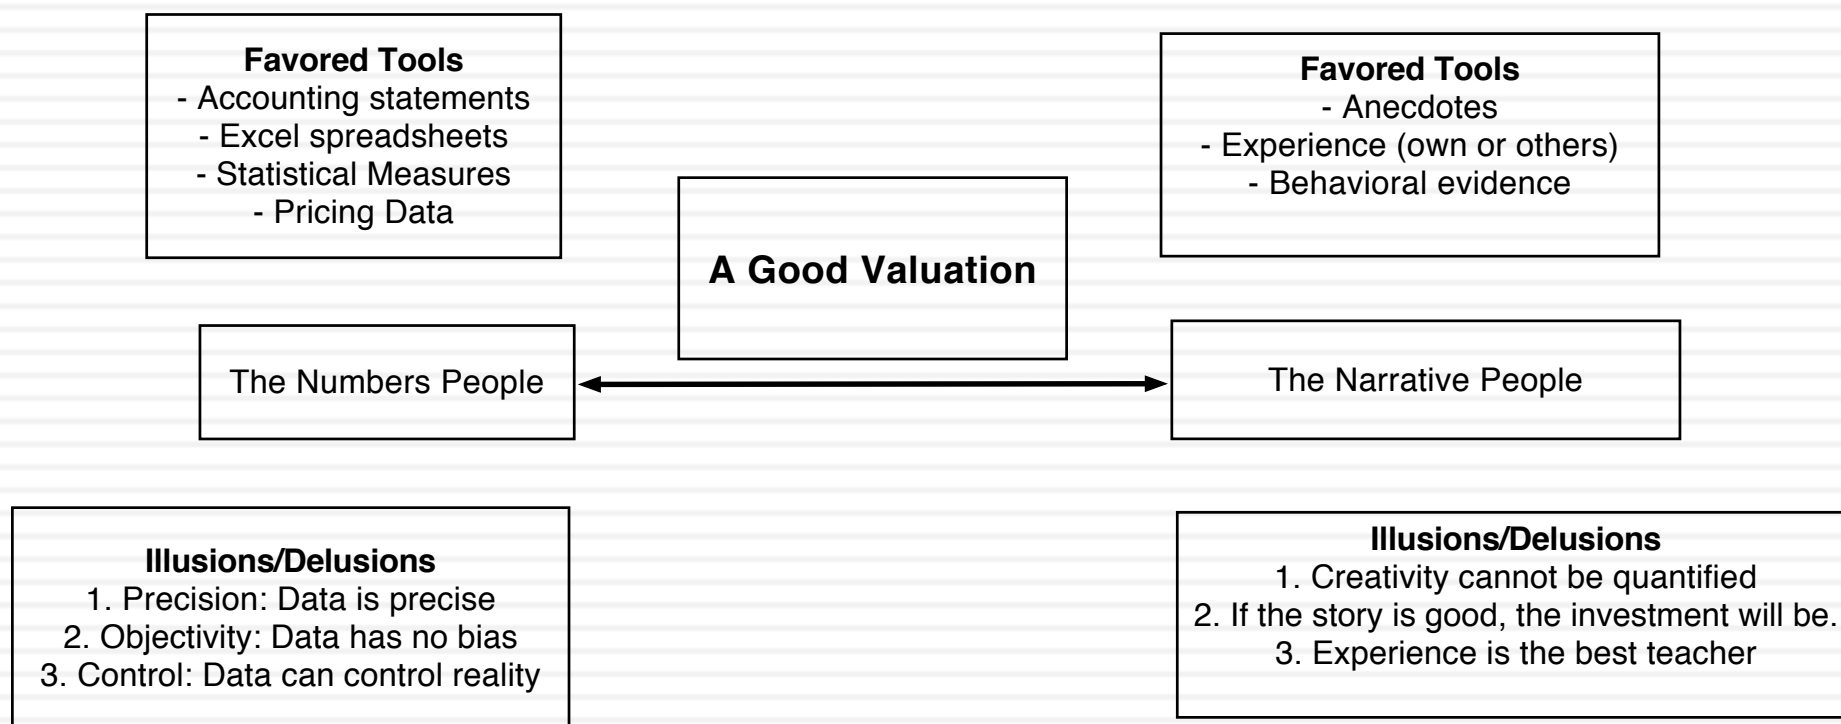 Favored Tools
- Accounting statements
- Excel spreadsheets
- Statistical Measures
- Pricing Data
Favored Tools
- Anecdotes
- Experience (own or others)
- Behavioral evidence
A Good Valuation
The Numbers People
The Narrative People
Illusions/Delusions
1. Precision: Data is precise
2. Objectivity: Data has no bias
3. Control: Data can control reality
Illusions/Delusions
1. Creativity cannot be quantified
2. If the story is good, the investment will be.
3. Experience is the best teacher